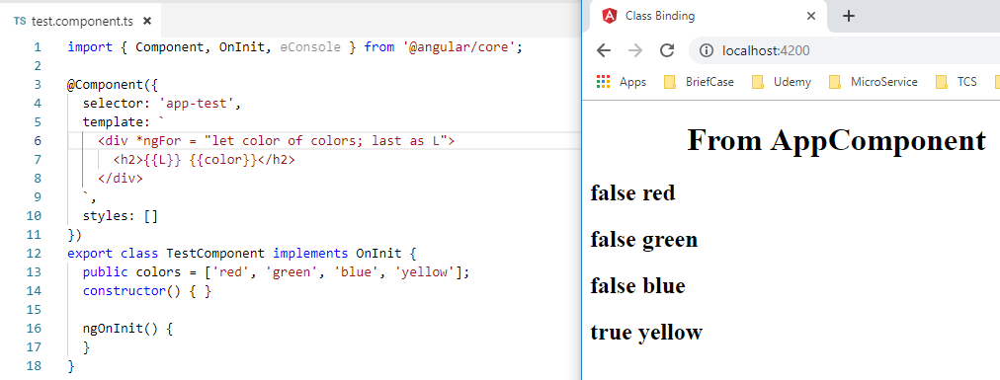 TS test.component.ts ×
1 import { Component, OnInit, eConsole } from '@angular/core';
2
3 @Component({
4 selector: 'app-test',
5 template: `
6 <div *ngFor = "let color of colors; last as L">
7 <h2>{{L}} {{color}}</h2>
8 </div>
9 `,
10 styles: []
11 })
12 export class TestComponent implements OnInit {
13 public colors = ['red', 'green', 'blue', 'yellow'];
14 constructor() { }
15
16 ngOnInit() {
17 }
18 }
Class Binding × +
localhost:4200
Apps BriefCase Udemy MicroService TCS
From AppComponent
false red
false green
false blue
true yellow